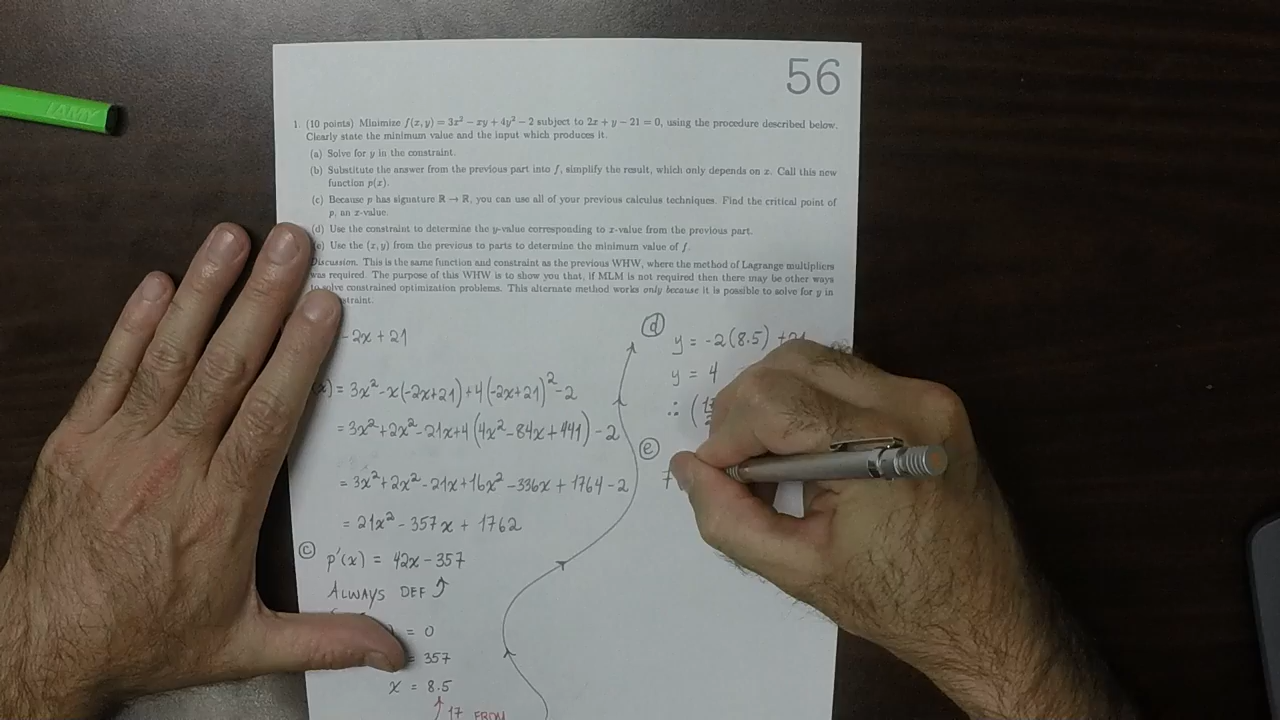 LAMY
56
1. (10 points) Minimize f(x, y) = 3x² − xy + 4y² − 2 subject to 2x + y − 21 = 0, using the procedure described below.
Clearly state the minimum value and the input which produces it.
(a) Solve for y in the constraint.
(b) Substitute the answer from the previous part into f, simplify the result, which only depends on x. Call this new
function p(x).
(c) Because p has signature ℝ → ℝ, you can use all of your previous calculus techniques. Find the critical point of
p, an x-value.
(d) Use the constraint to determine the y-value corresponding to x-value from the previous part.
(e) Use the (x, y) from the previous to parts to determine the minimum value of f.
Discussion. This is the same function and constraint as the previous WHW, where the method of Lagrange multipliers
was required. The purpose of this WHW is to show you that, if MLM is not required then there may be other ways
to solve constrained optimization problems. This alternate method works only because it is possible to solve for y in
straint.
-2x + 21
) = 3x² - x(-2x+21) + 4(-2x+21)² - 2
= 3x² + 2x² - 21x + 4(4x² - 84x + 441) - 2
= 3x² + 2x² - 21x + 16x² - 336x + 1764 - 2
= 21x² - 357x + 1762
ⓒ p'(x) = 42x - 357
ALWAYS DEF ↑
= 0
= 357
x = 8.5
↑ 17 FROM
ⓓ y = -2(8.5) + 21
y = 4
∴ (17
ⓔ